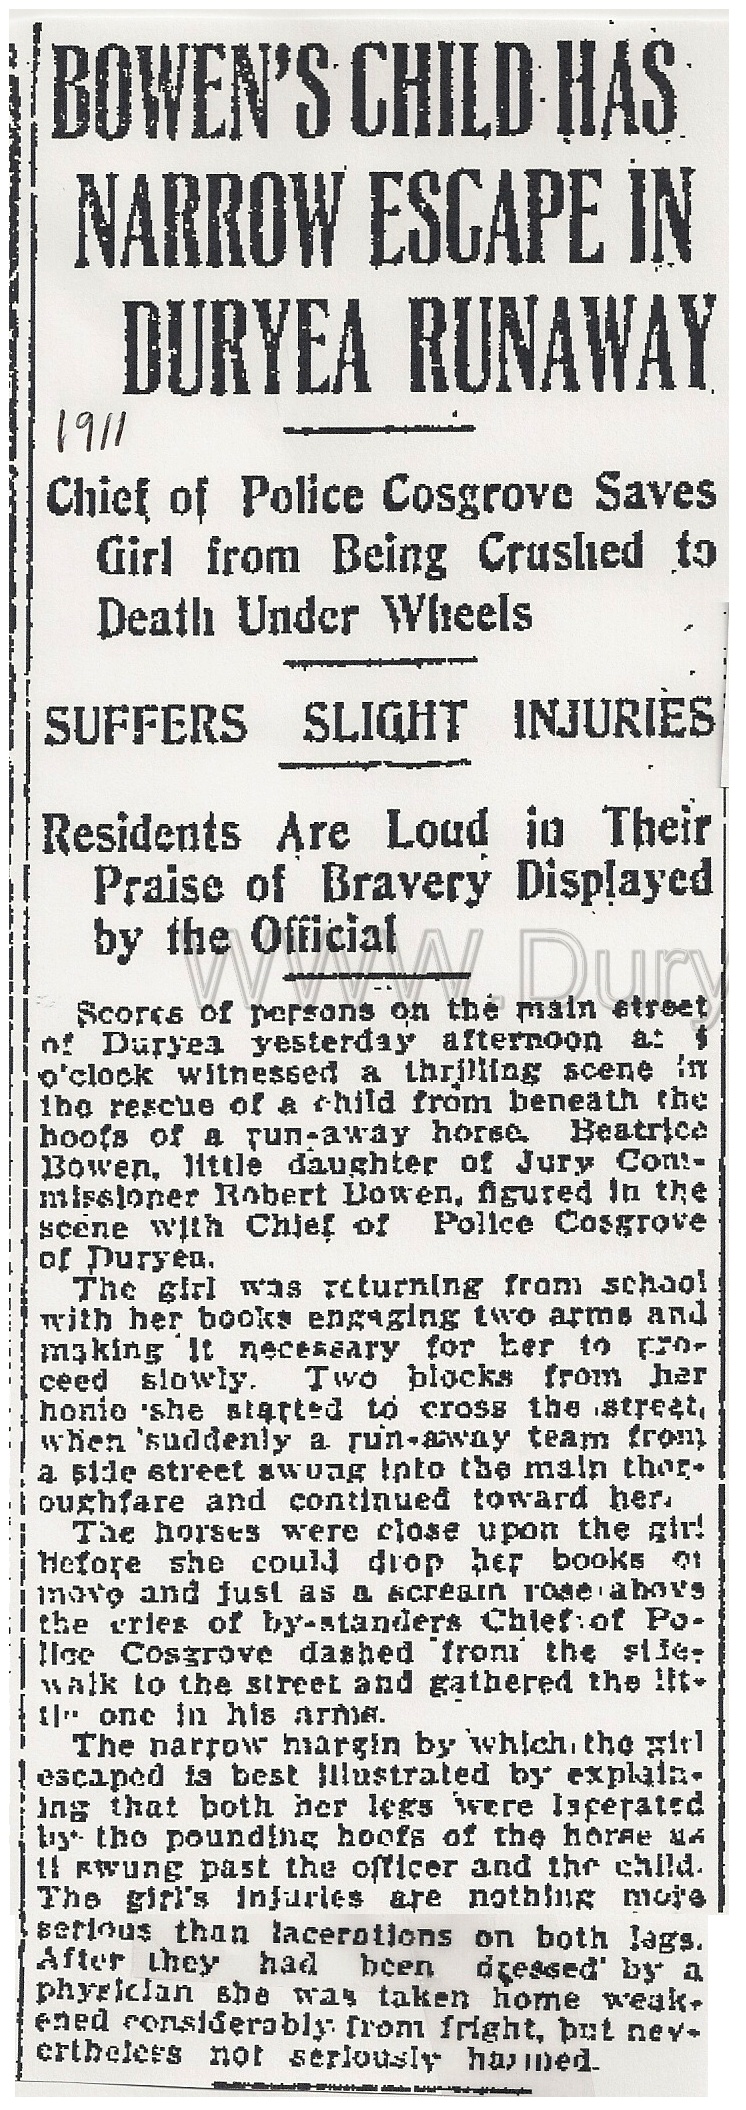 BOWEN'S CHILD HAS
NARROW ESCAPE IN
DURYEA RUNAWAY
1911
Chief of Police Cosgrove Saves
Girl from Being Crushed to
Death Under Wheels
SUFFERS SLIGHT INJURIES
Residents Are Loud in Their
Praise of Bravery Displayed
by the Official
www.Dury
Scores of persons on the main street
of Duryea yesterday afternoon at
o'clock witnessed a thrilling scene in
the rescue of a child from beneath the
hoofs of a run-away horse. Beatrice
Bowen, little daughter of Jury Com-
missioner Robert Bowen, figured in the
scene with Chief of Police Cosgrove
of Duryea.
The girl was returning from school
with her books engaging two arms and
making it necessary for her to pro-
ceed slowly. Two blocks from her
home she started to cross the street,
when suddenly a run-away team from
a side street swung into the main thor-
oughfare and continued toward her.
The horses were close upon the girl
before she could drop her books or
move and just as a scream rose above
the cries of by-standers Chief of Po-
lice Cosgrove dashed from the side-
walk to the street and gathered the lit-
tle one in his arms.
The narrow margin by which the girl
escaped is best illustrated by explain-
ing that both her legs were lacerated
by the pounding hoofs of the horse as
it swung past the officer and the child.
The girl's injuries are nothing more
serious than lacerations on both legs.
After they had been dressed by a
physician she was taken home weak-
ened considerably from fright, but nev-
ertheless not seriously harmed.